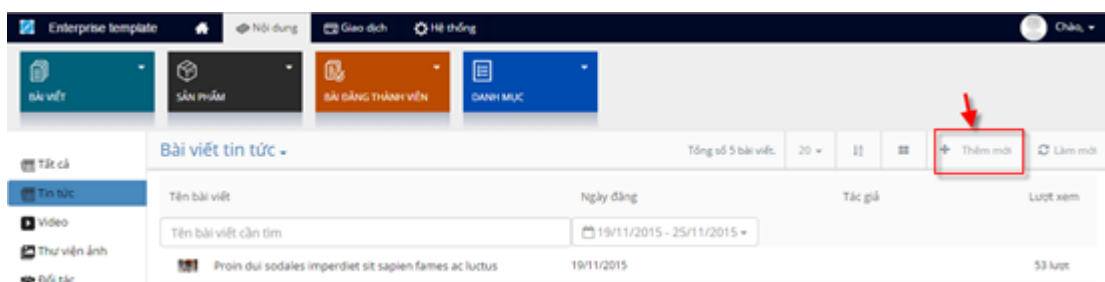 Enterprise template Nội dung Giao dịch Hệ thống Chào,
BÀI VIẾT SẢN PHẨM BÀI ĐĂNG THÀNH VIÊN DANH MỤC
Tất cả
Bài viết tin tức Tổng số 5 bài viết. 20 Thêm mới Làm mới
Tin tức
Tên bài viết Ngày đăng Tác giả Lượt xem
Video
Tên bài viết cần tìm 19/11/2015 - 25/11/2015
Thư viện ảnh
Proin dui sodales imperdiet sit sapien fames ac luctus 19/11/2015 53 lượt
Đối tác